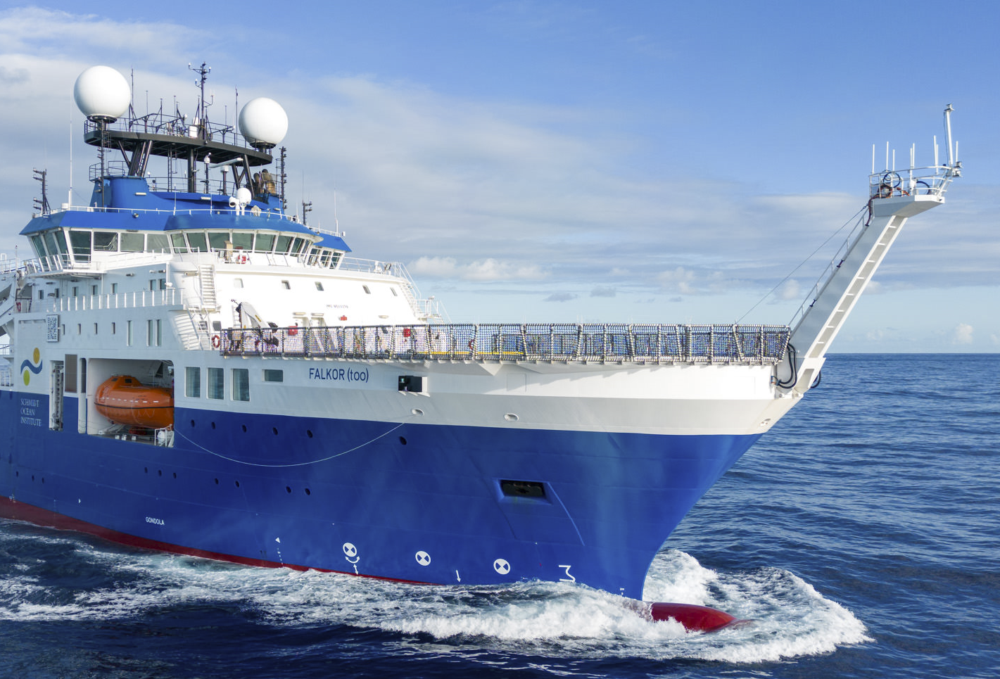 FALKOR (too)
SCHMIDT
OCEAN
INSTITUTE
GONDOLA